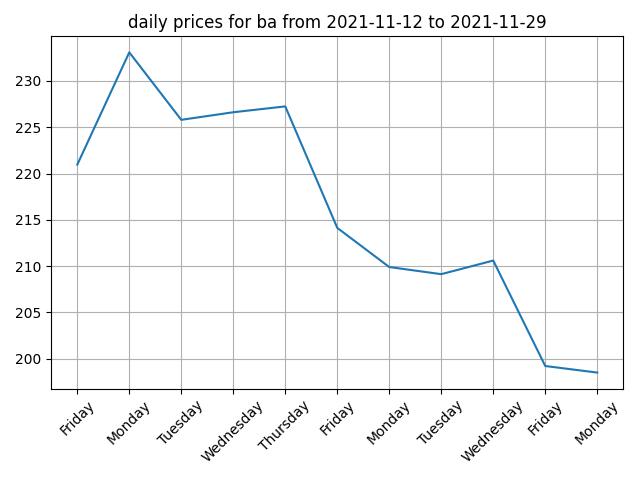 daily prices for ba from 2021-11-12 to 2021-11-29
230
225
220
215
210
205
200
Friday
Monday
Tuesday
Wednesday
Thursday
Friday
Monday
Tuesday
Wednesday
Friday
Monday